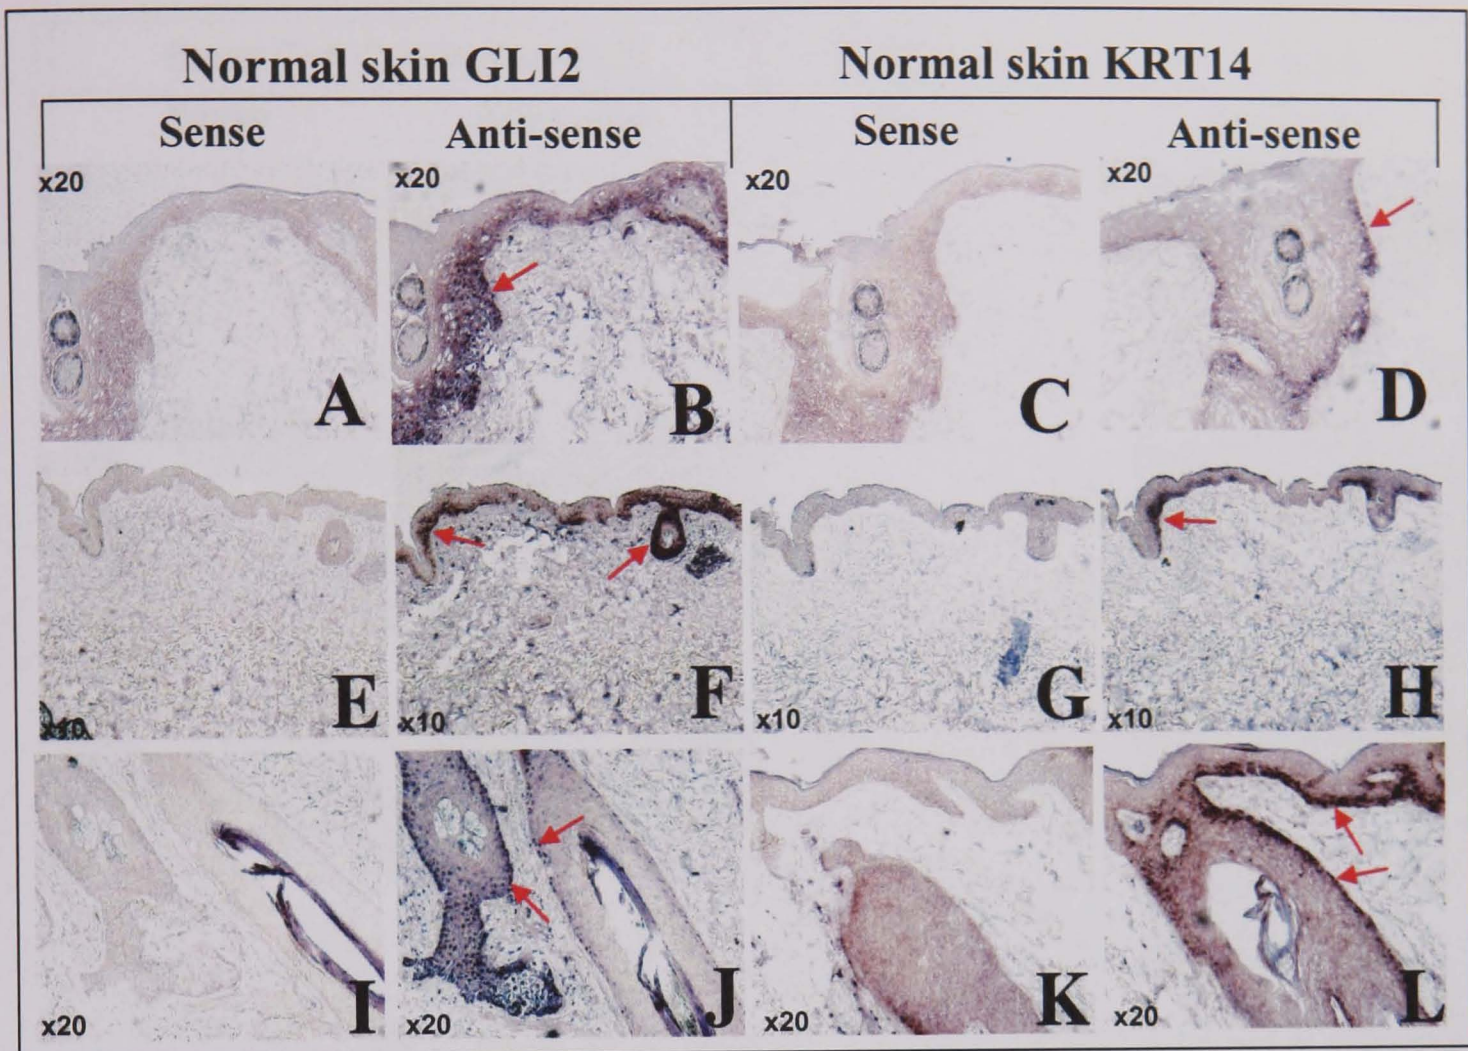 Normal skin GLI2 Normal skin KRT14
Sense Anti-sense Sense Anti-sense
x20 x20 x20 x20
A B C D
E F G H
x10 x10 x10 x10
I J K L
x20 x20 x20 x20